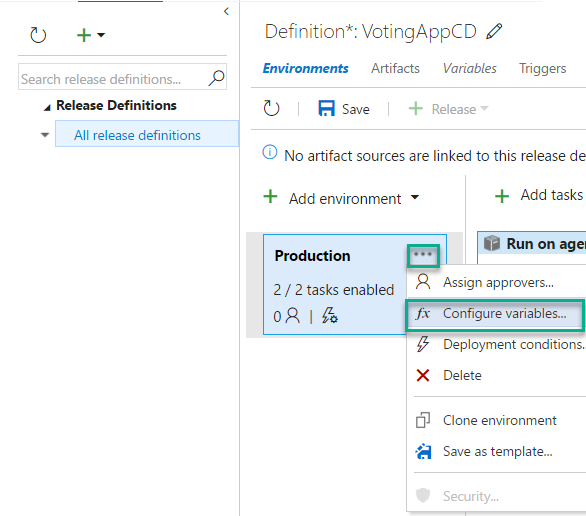 Search release definitions...
Release Definitions
All release definitions
Definition*: VotingAppCD
Environments Artifacts Variables Triggers
Save Release
No artifact sources are linked to this release de
Add environment
Add tasks
Production
2 / 2 tasks enabled
0
Run on age
Assign approvers...
fx Configure variables...
Deployment conditions.
Delete
Clone environment
Save as template...
Security...